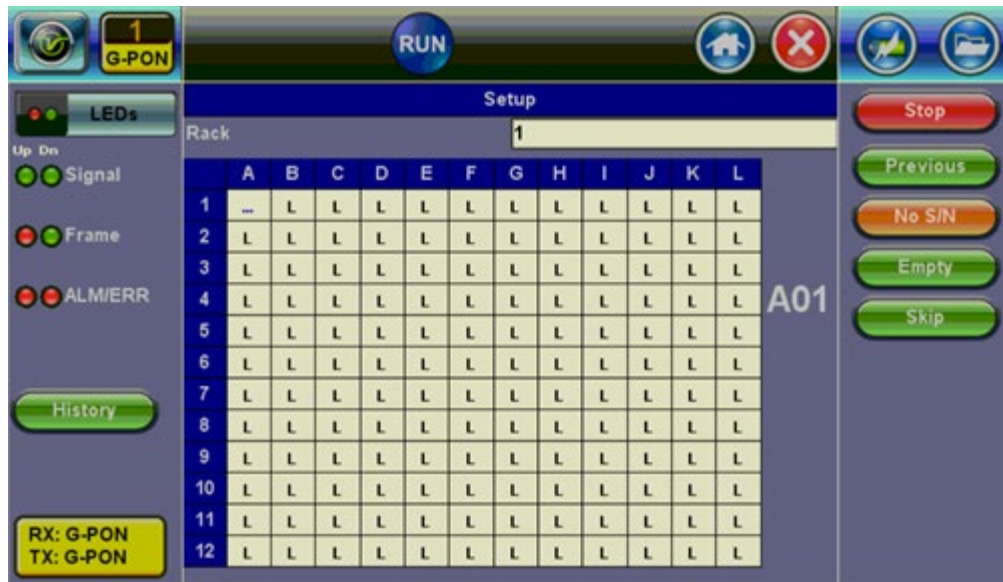 1
G-PON
RUN
LEDs
Up Dn
Signal
Frame
ALM/ERR
History
RX: G-PON
TX: G-PON
Setup
Rack 1
A B C D E F G H I J K L
1 ... L L L L L L L L L L L
2 L L L L L L L L L L L L
3 L L L L L L L L L L L L
4 L L L L L L L L L L L L
5 L L L L L L L L L L L L
6 L L L L L L L L L L L L
7 L L L L L L L L L L L L
8 L L L L L L L L L L L L
9 L L L L L L L L L L L L
10 L L L L L L L L L L L L
11 L L L L L L L L L L L L
12 L L L L L L L L L L L L
A01
Stop
Previous
No S/N
Empty
Skip